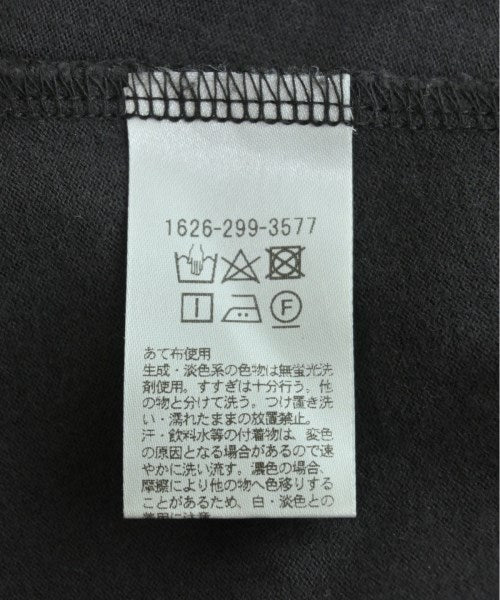 1626-299-3577
F
あて布使用
生成・淡色系の色物は無蛍光洗
剤使用。すすぎは十分行う。他
の物と分けて洗う。つけ置き洗
い・濡れたままの放置禁止。
汗・飲料水等の付着物は、変色
の原因となる場合があるので速
やかに洗い流す。濃色の場合、
摩擦により他の物へ色移りする
ことがあるため、白・淡色との
着用に注意